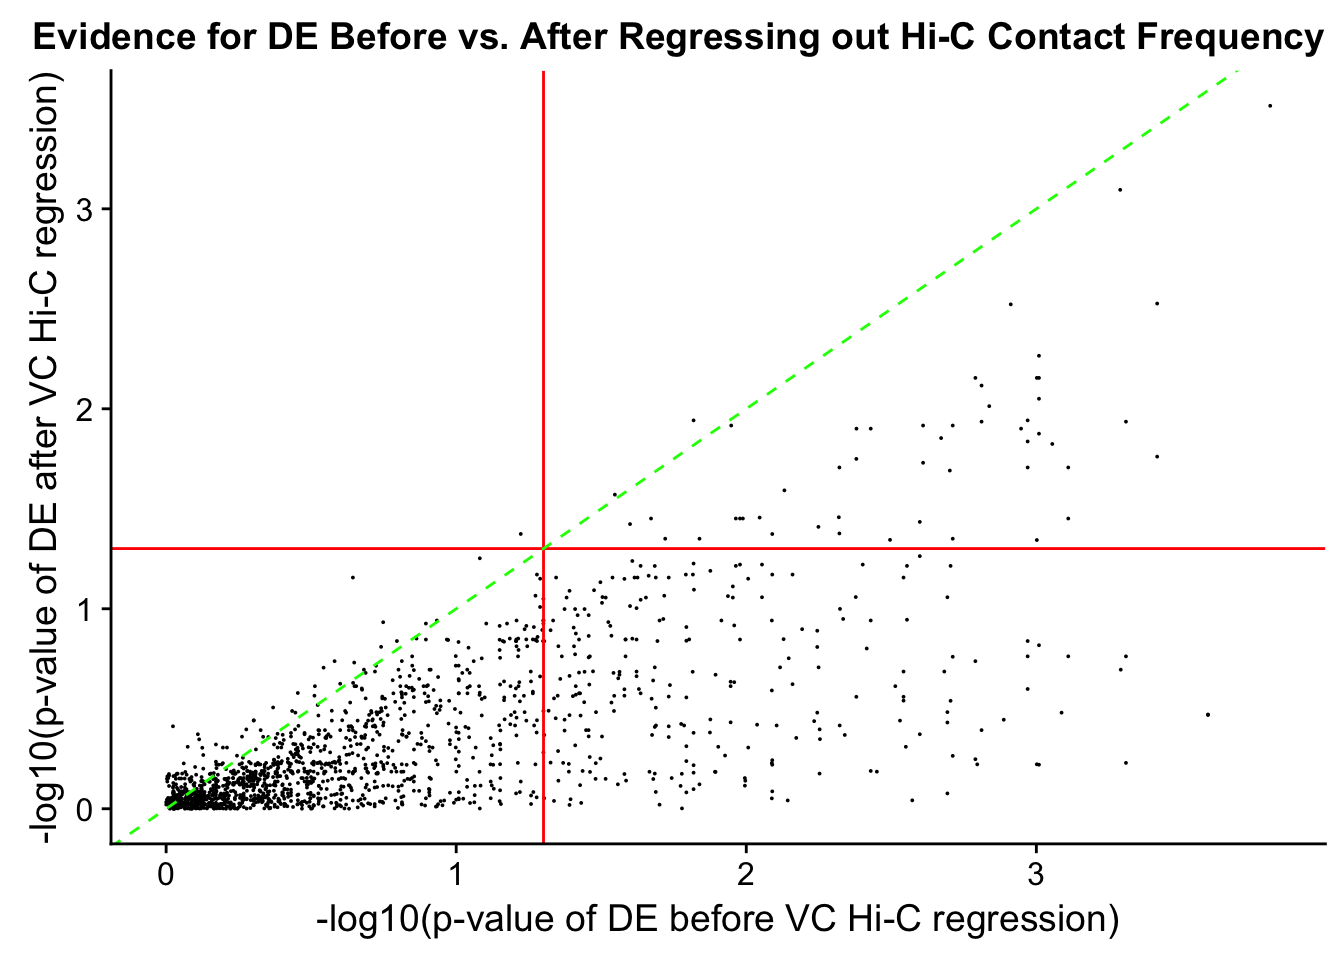 Evidence for DE Before vs. After Regressing out Hi-C Contact Frequency
-log10(p-value of DE after VC Hi-C regression)
3
2
1
0
0
1
2
3
-log10(p-value of DE before VC Hi-C regression)